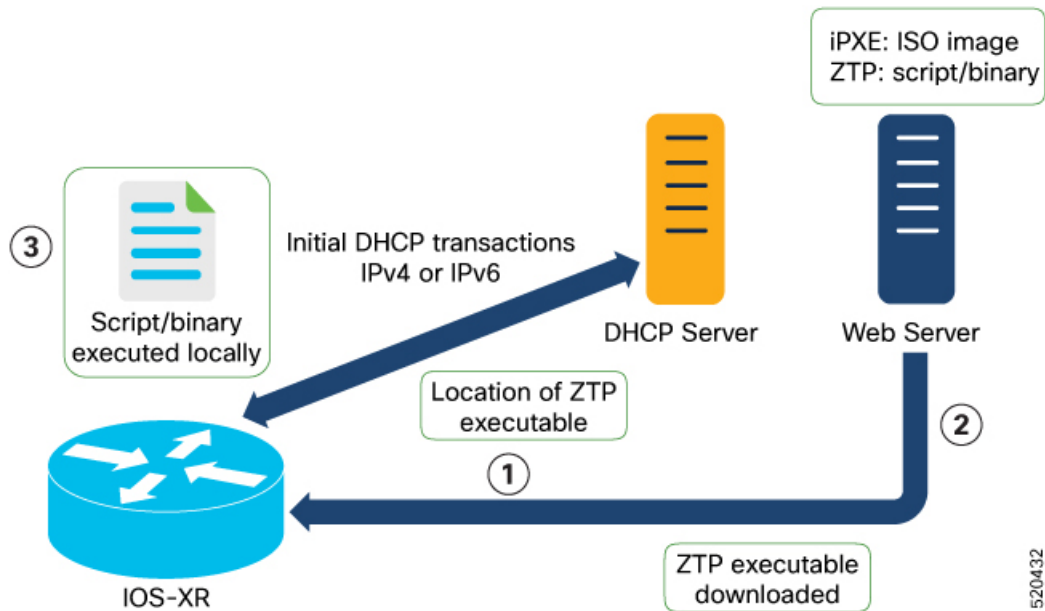 iPXE: ISO image
ZTP: script/binary
3
Script/binary
executed locally
Initial DHCP transactions
IPv4 or IPv6
DHCP Server
Web Server
Location of ZTP
executable
1
2
ZTP executable
downloaded
IOS-XR
520432